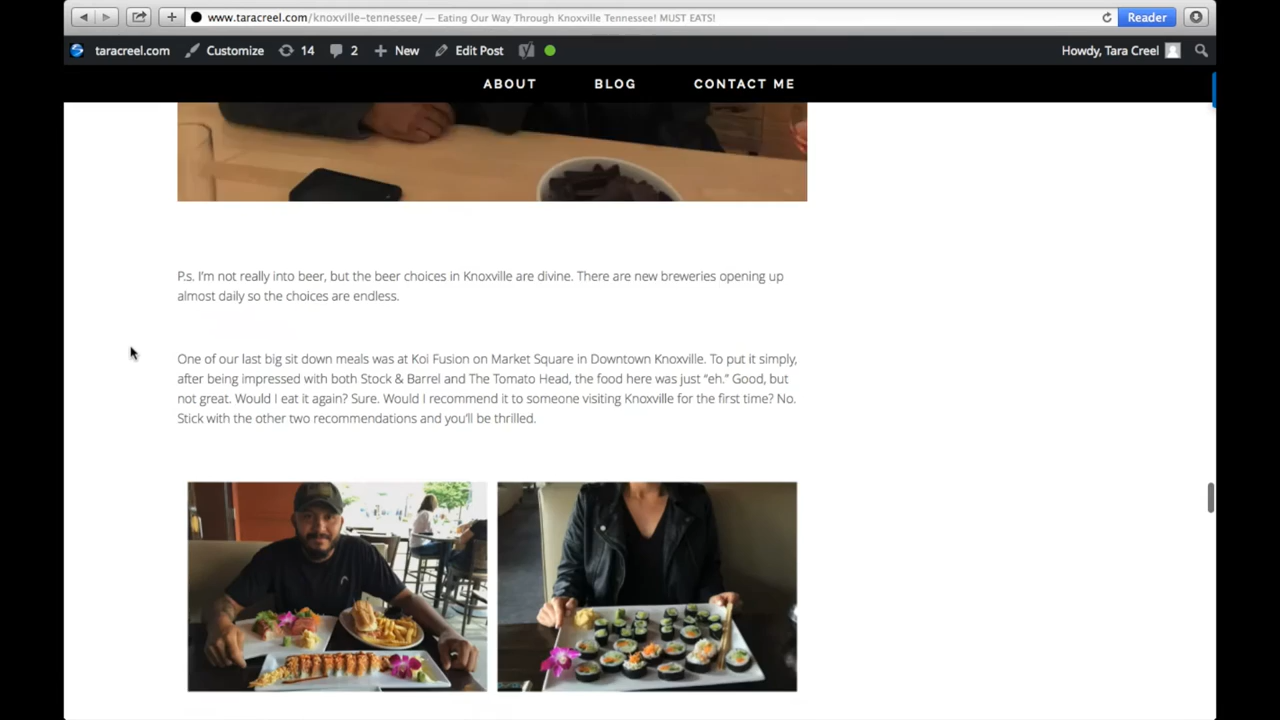 www.taracreel.com/knoxville-tennessee/ — Eating Our Way Through Knoxville Tennessee! MUST EATS!
Reader
taracreel.com
Customize
14
2
New
Edit Post
Howdy, Tara Creel
ABOUT
BLOG
CONTACT ME
P.s. I'm not really into beer, but the beer choices in Knoxville are divine. There are new breweries opening up
almost daily so the choices are endless.
One of our last big sit down meals was at Koi Fusion on Market Square in Downtown Knoxville. To put it simply,
after being impressed with both Stock & Barrel and The Tomato Head, the food here was just “eh.” Good, but
not great. Would I eat it again? Sure. Would I recommend it to someone visiting Knoxville for the first time? No.
Stick with the other two recommendations and you'll be thrilled.